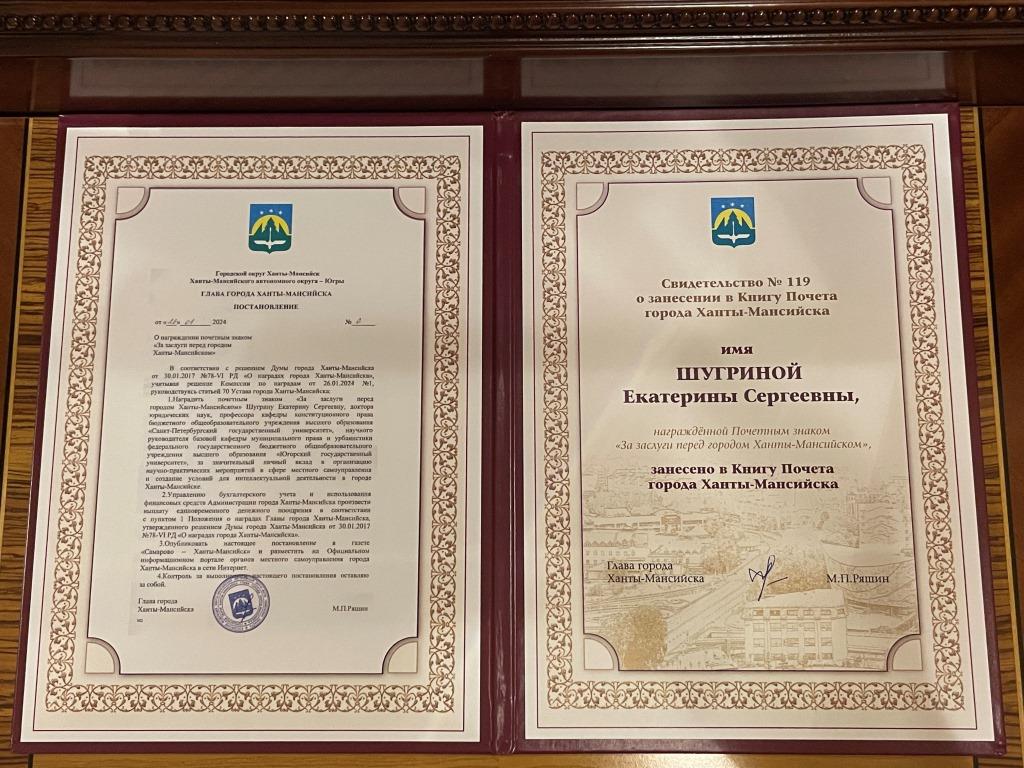 Городской округ Ханты-Мансийск
Ханты-Мансийского автономного округа – Югры
ГЛАВА ГОРОДА ХАНТЫ-МАНСИЙСКА
ПОСТАНОВЛЕНИЕ
от 2024 №
О награждении почетным знаком
«За заслуги перед городом
Ханты-Мансийском»
В соответствии с решением Думы города Ханты-Мансийска
от 30.01.2017 №78-VI РД «О наградах города Ханты-Мансийска»,
учитывая решение Комиссии по наградам от 26.01.2024 №1,
руководствуясь статьей 70 Устава города Ханты-Мансийска:
1.Наградить почетным знаком «За заслуги перед
городом Ханты-Мансийском» Шугрину Екатерину Сергеевну, доктора
юридических наук, профессора кафедры конституционного права
бюджетного общеобразовательного учреждения высшего образования
«Санкт-Петербургский государственный университет», научного
руководителя базовой кафедры муниципального права и урбанистики
федерального государственного бюджетного общеобразовательного
учреждения высшего образования «Югорский государственный
университет», за значительный личный вклад в организацию
научно-практических мероприятий в сфере местного самоуправления
и создание условий для интеллектуальной деятельности в городе
Ханты-Мансийске.
2.Управлению бухгалтерского учета и использования
финансовых средств Администрации города Ханты-Мансийска произвести
выплату единовременного денежного поощрения в соответствии
с пунктом 1 Положения о наградах Главы города Ханты-Мансийска,
утвержденного решением Думы города Ханты-Мансийска от 30.01.2017
№78-VI РД «О наградах города Ханты-Мансийска».
3.Опубликовать настоящее постановление в газете
«Самарово – Ханты-Мансийск» и разместить на Официальном
информационном портале органов местного самоуправления города
Ханты-Мансийска в сети Интернет.
4.Контроль за выполнением настоящего постановления оставляю
за собой.
Глава города
Ханты-Мансийска М.П.Ряшин
Свидетельство № 119
о занесении в Книгу Почета
города Ханты-Мансийска
имя
ШУГРИНОЙ
Екатерины Сергеевны,
награждённой Почетным знаком
«За заслуги перед городом Ханты-Мансийском»,
занесено в Книгу Почета
города Ханты-Мансийска
Глава города
Ханты-Мансийска М.П.Ряшин